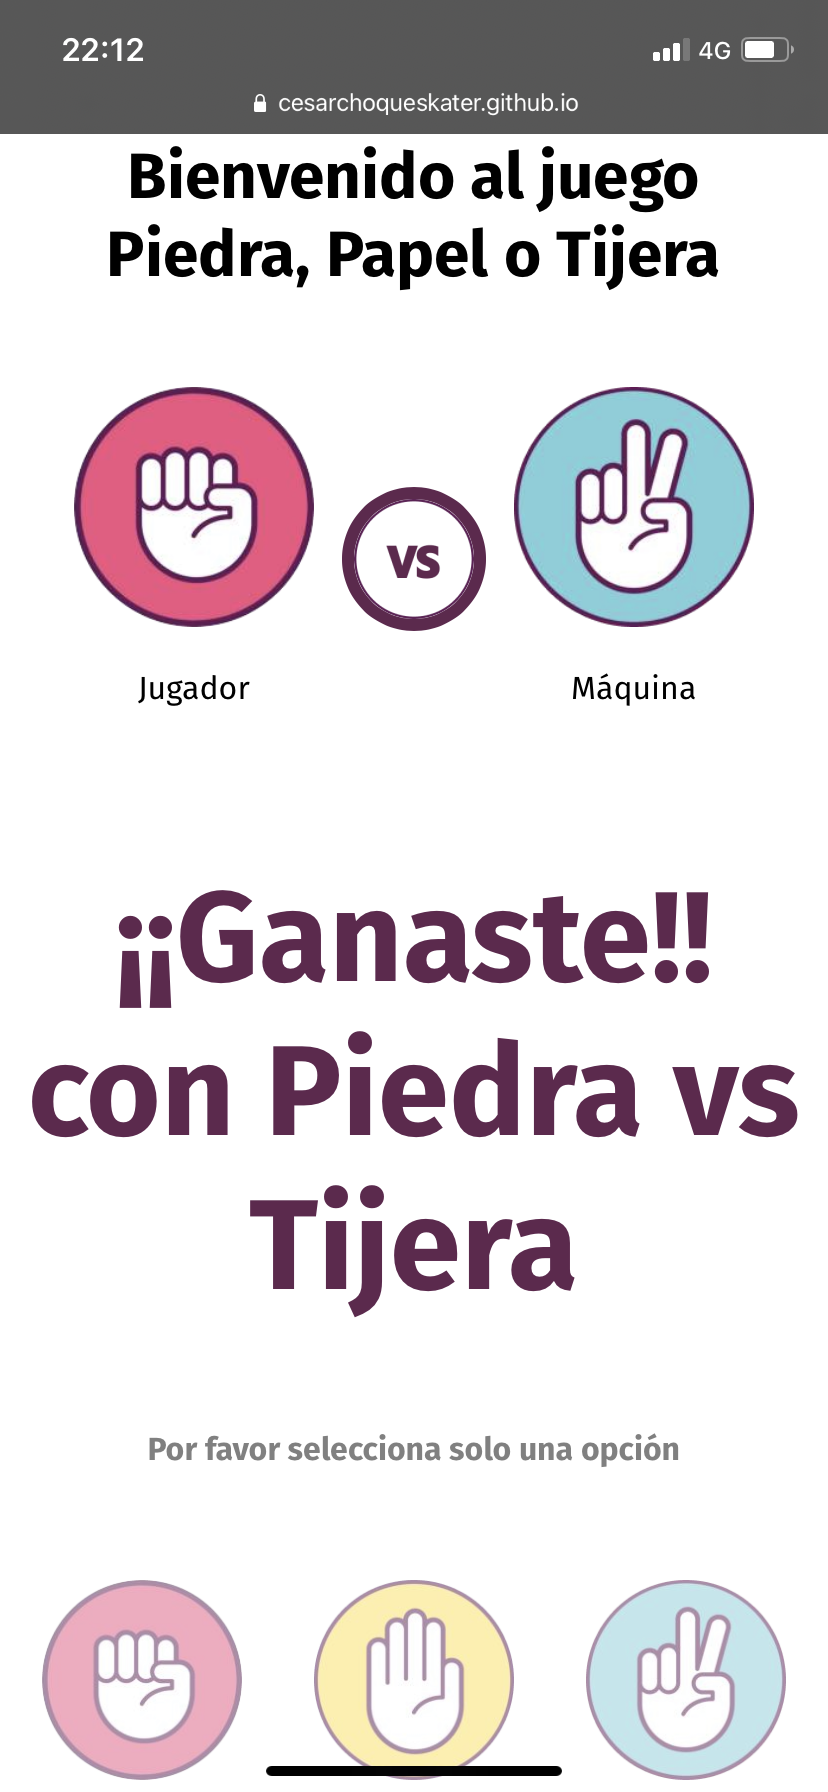 22:12
4G
cesarchoqueskater.github.io
Bienvenido al juego
Piedra, Papel o Tijera
VS
Jugador
Máquina
¡¡Ganaste!!
con Piedra vs
Tijera
Por favor selecciona solo una opción